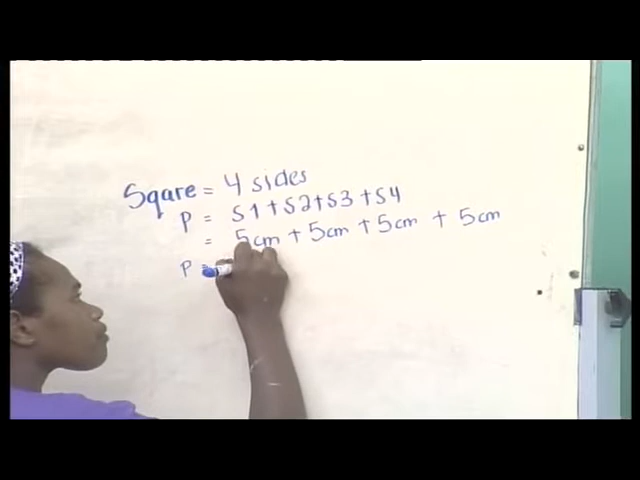 Sqare = 4 sides
P = S1+S2+S3+S4
= 5cm + 5cm + 5cm + 5cm
P =